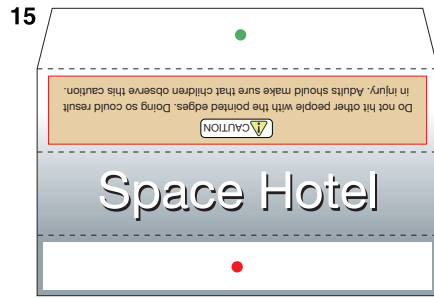 15
CAUTION
Do not hit other people with the pointed edges. Doing so could result
in injury. Adults should make sure that children observe this caution.
Space Hotel